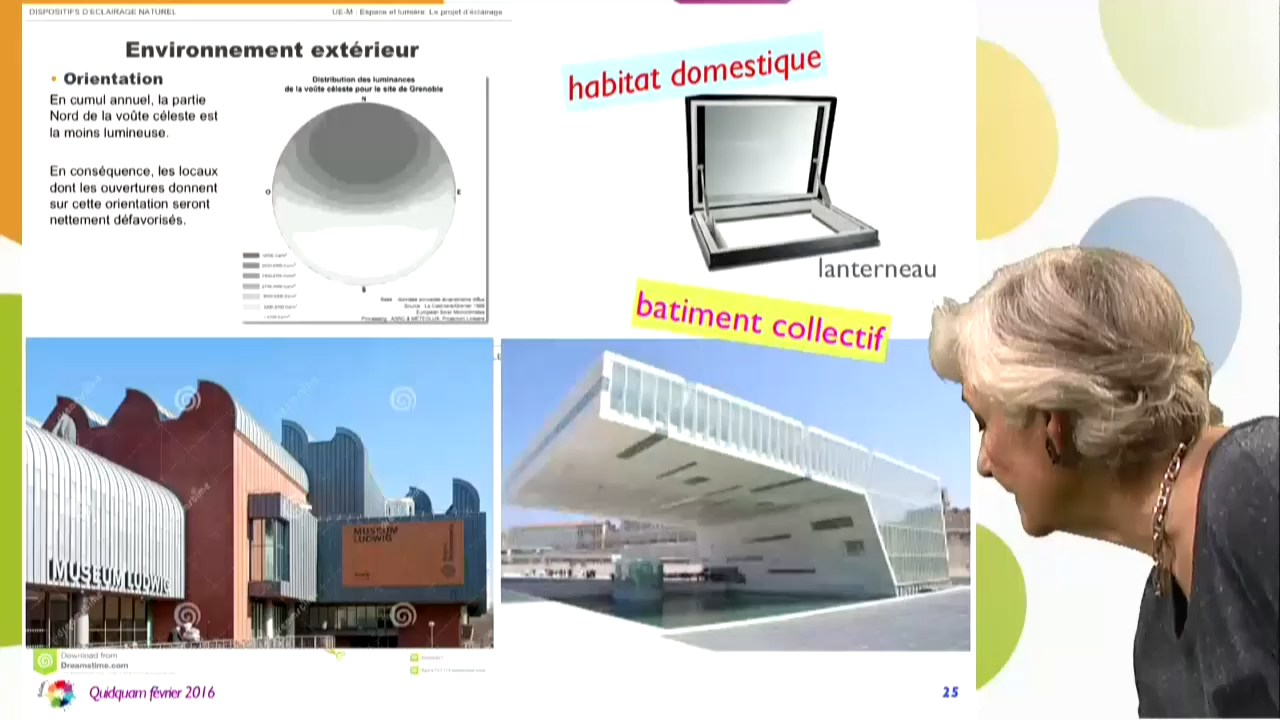 DISPOSITIFS D'ECLAIRAGE NATUREL
UE-M : Espace et lumière: Le projet d'éclairage
Environnement extérieur
• Orientation
En cumul annuel, la partie
Nord de la voûte céleste est
la moins lumineuse.
En conséquence, les locaux
dont les ouvertures donnent
sur cette orientation seront
nettement défavorisés.
Distribution des luminances
de la voûte céleste pour le site de Grenoble
N
O
E
S
habitat domestique
lanterneau
batiment collectif
MUSEUM LUDWIG
MUSEUM
LUDWIG
Download from
Dreamstime.com
Quidquam février 2016
25